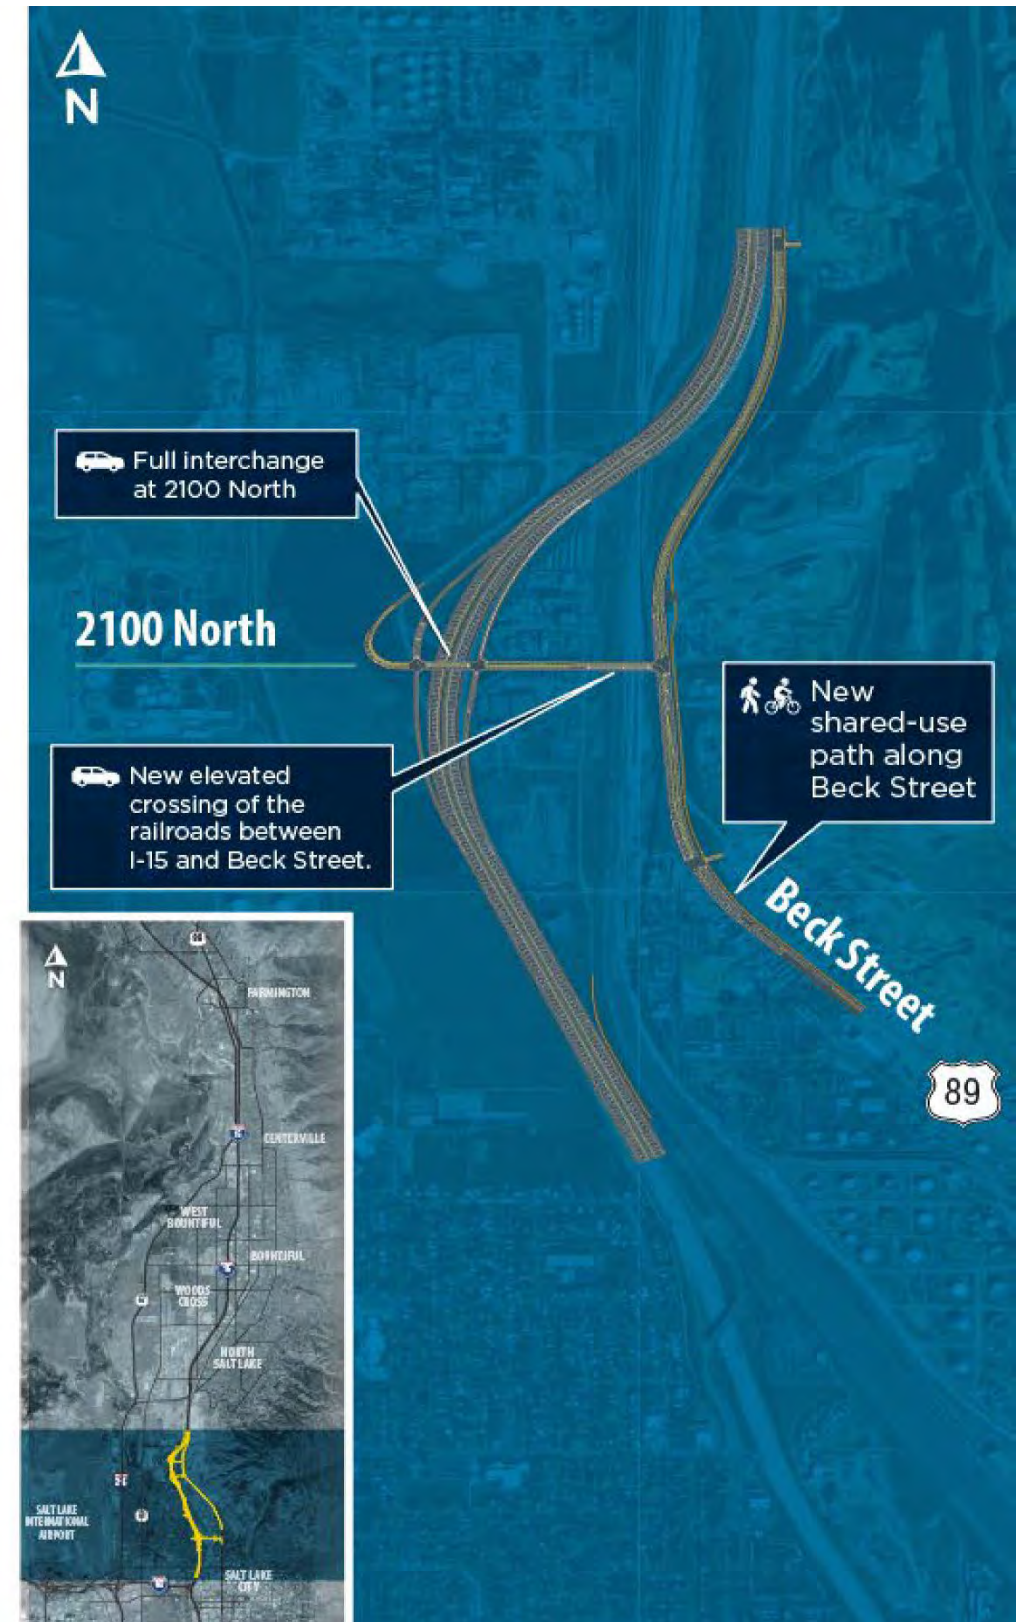 N
Full interchange
at 2100 North
2100 North
New
shared-use
path along
Beck Street
New elevated
crossing of the
railroads between
I-15 and Beck Street.
Beck Street
89
N
FARMINGTON
CENTERVILLE
WEST
BOUNTIFUL
BOUNTIFUL
WOODS
CROSS
NORTH
SALT LAKE
SALT LAKE
INTERNATIONAL
AIRPORT
SALT LAKE
CITY